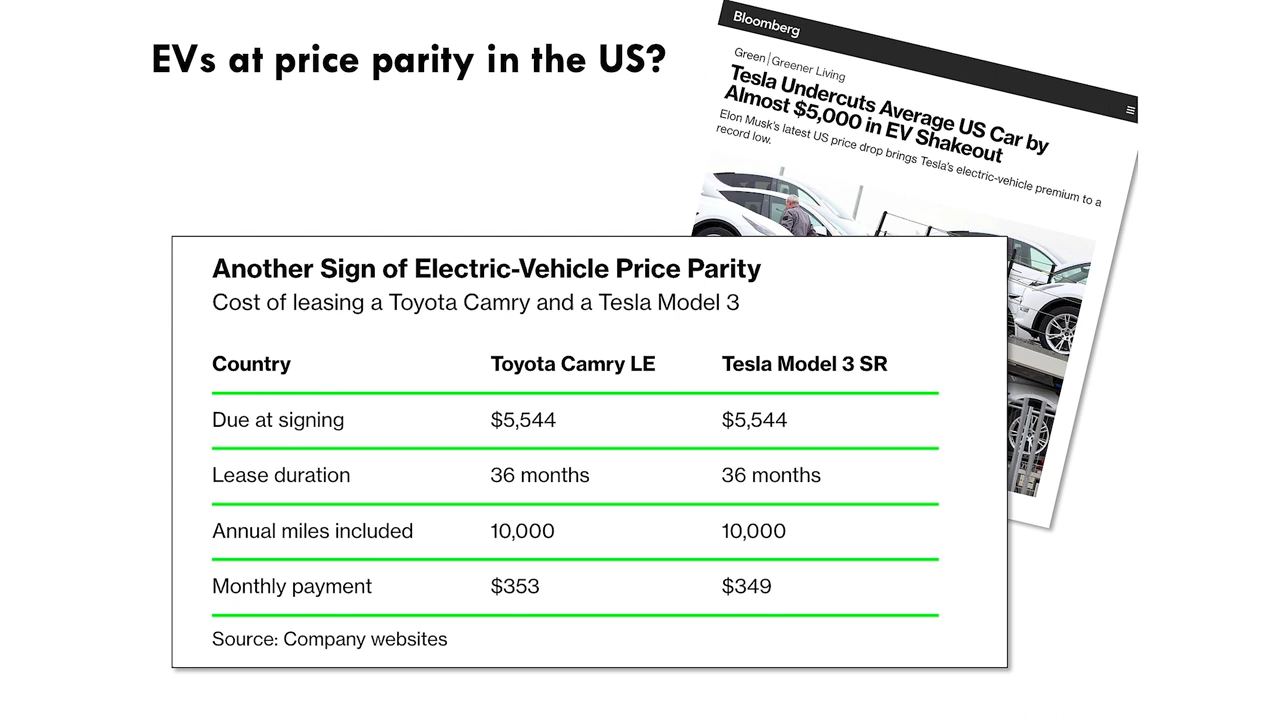 EVs at price parity in the US?
Bloomberg
Green | Greener Living
Tesla Undercuts Average US Car by
Almost $5,000 in EV Shakeout
Elon Musk's latest US price drop brings Tesla's electric-vehicle premium to a
record low.
Another Sign of Electric-Vehicle Price Parity
Cost of leasing a Toyota Camry and a Tesla Model 3
Country Toyota Camry LE Tesla Model 3 SR
Due at signing $5,544 $5,544
Lease duration 36 months 36 months
Annual miles included 10,000 10,000
Monthly payment $353 $349
Source: Company websites